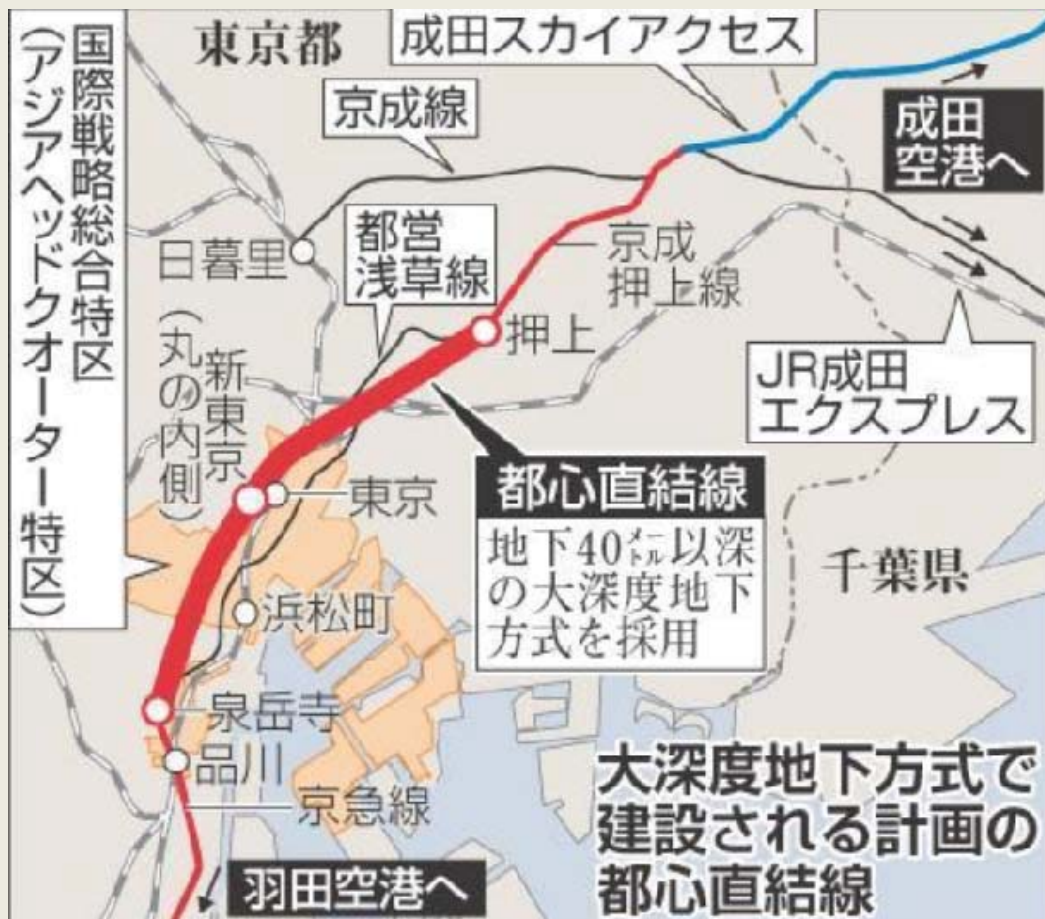 国際戦略総合特区
(アジアヘッドクオーター特区)
東京都
成田スカイアクセス
京成線
成田
空港へ
日暮里
都営
浅草線
京成
押上線
押上
JR成田
エクスプレス
新東京
(丸の内側)
東京
都心直結線
地下40メートル以深
の大深度地下
方式を採用
千葉県
浜松町
泉岳寺
品川
京急線
羽田空港へ
大深度地下方式で
建設される計画の
都心直結線